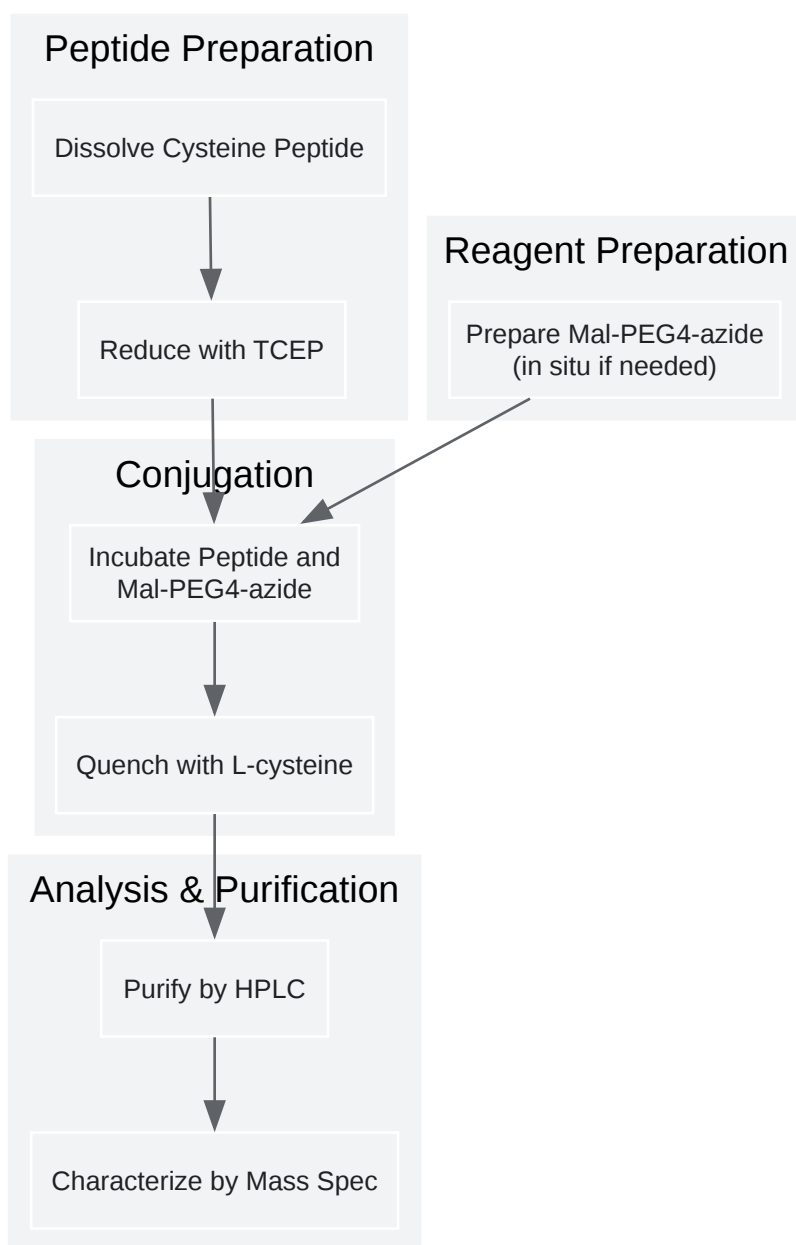 Peptide Preparation
Dissolve Cysteine Peptide
Reduce with TCEP
Reagent Preparation
Prepare Mal-PEG4-azide
(in situ if needed)
Conjugation
Incubate Peptide and
Mal-PEG4-azide
Quench with L-cysteine
Analysis & Purification
Purify by HPLC
Characterize by Mass Spec